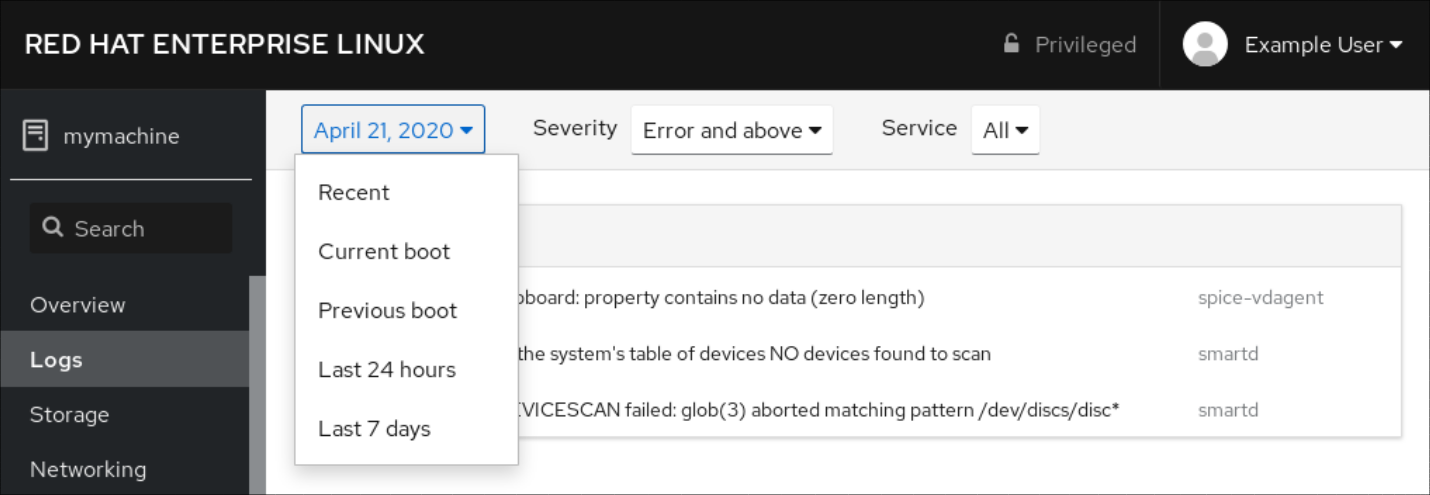 RED HAT ENTERPRISE LINUX
Privileged
Example User
mymachine
Search
Overview
Logs
Storage
Networking
April 21, 2020
Severity
Error and above
Service
All
Recent
Current boot
Previous boot
Last 24 hours
Last 7 days
board: property contains no data (zero length)
spice-vdagent
the system's table of devices NO devices found to scan
smartd
EVICESCAN failed: glob(3) aborted matching pattern /dev/discs/disc*
smartd